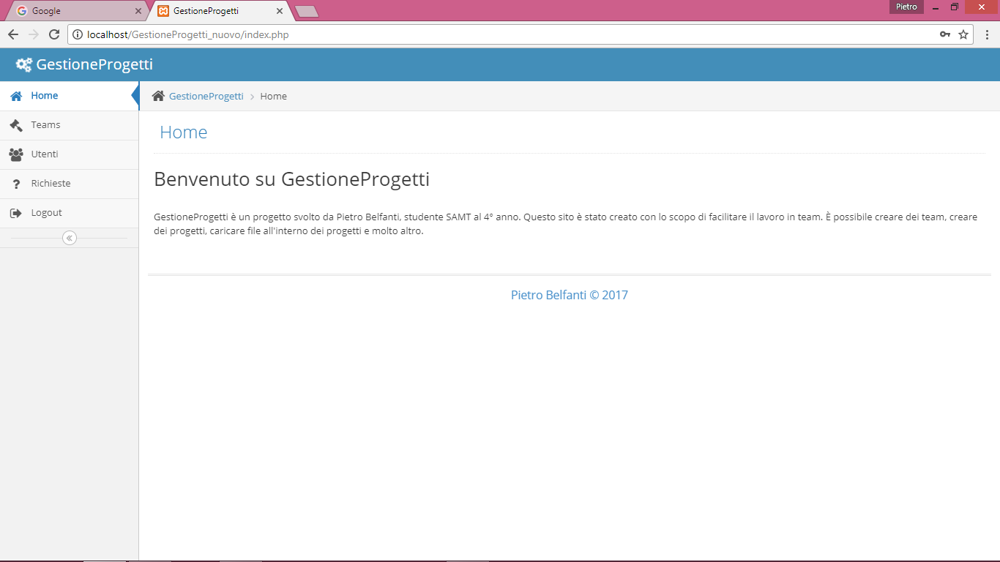 Google
GestioneProgetti
Pietro
localhost/GestioneProgetti_nuovo/index.php
GestioneProgetti
Home
Teams
Utenti
? Richieste
Logout
GestioneProgetti > Home
Home
Benvenuto su GestioneProgetti
GestioneProgetti è un progetto svolto da Pietro Belfanti, studente SAMT al 4° anno. Questo sito è stato creato con lo scopo di facilitare il lavoro in team. È possibile creare dei team, creare
dei progetti, caricare file all'interno dei progetti e molto altro.
Pietro Belfanti © 2017